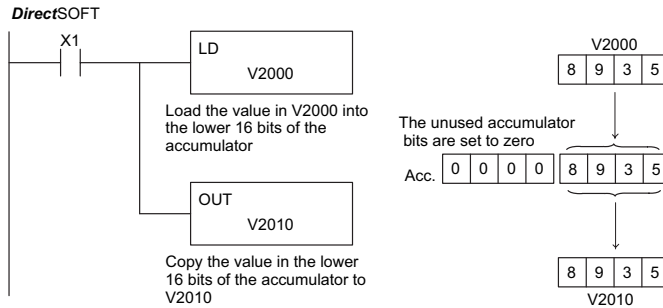 DirectSOFT
X1
LD
V2000
Load the value in V2000 into
the lower 16 bits of the
accumulator
OUT
V2010
Copy the value in the lower
16 bits of the accumulator to
V2010
V2000
8 9 3 5
The unused accumulator
bits are set to zero
Acc. 0 0 0 0 8 9 3 5
8 9 3 5
V2010